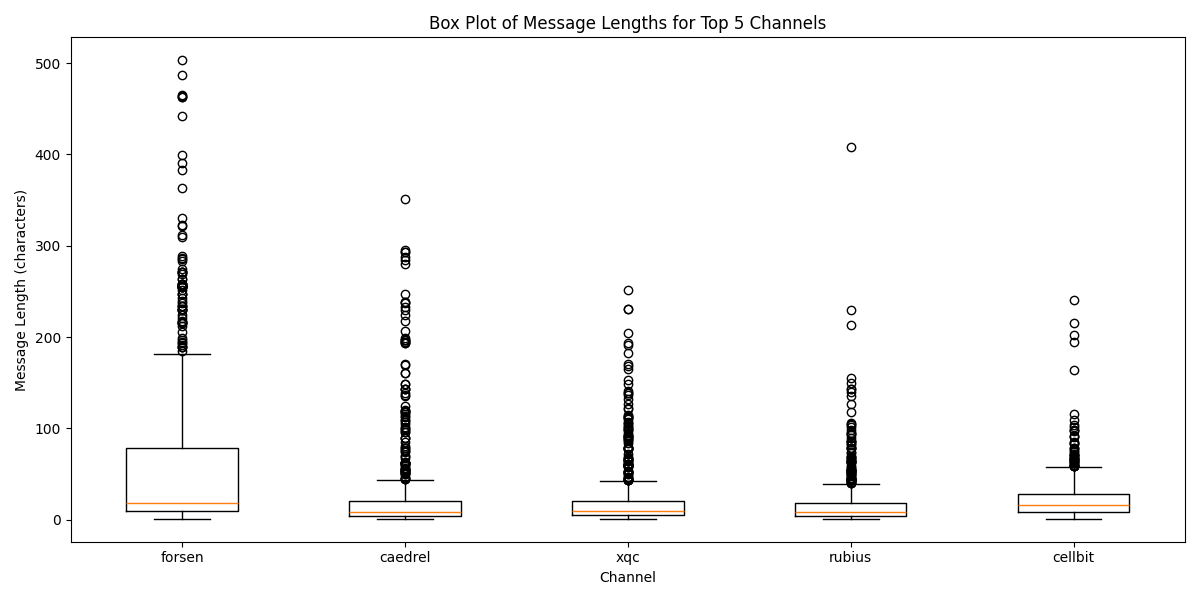 Box Plot of Message Lengths for Top 5 Channels
500
400
300
200
100
0
Message Length (characters)
forsen caedrel xqc rubius cellbit
Channel